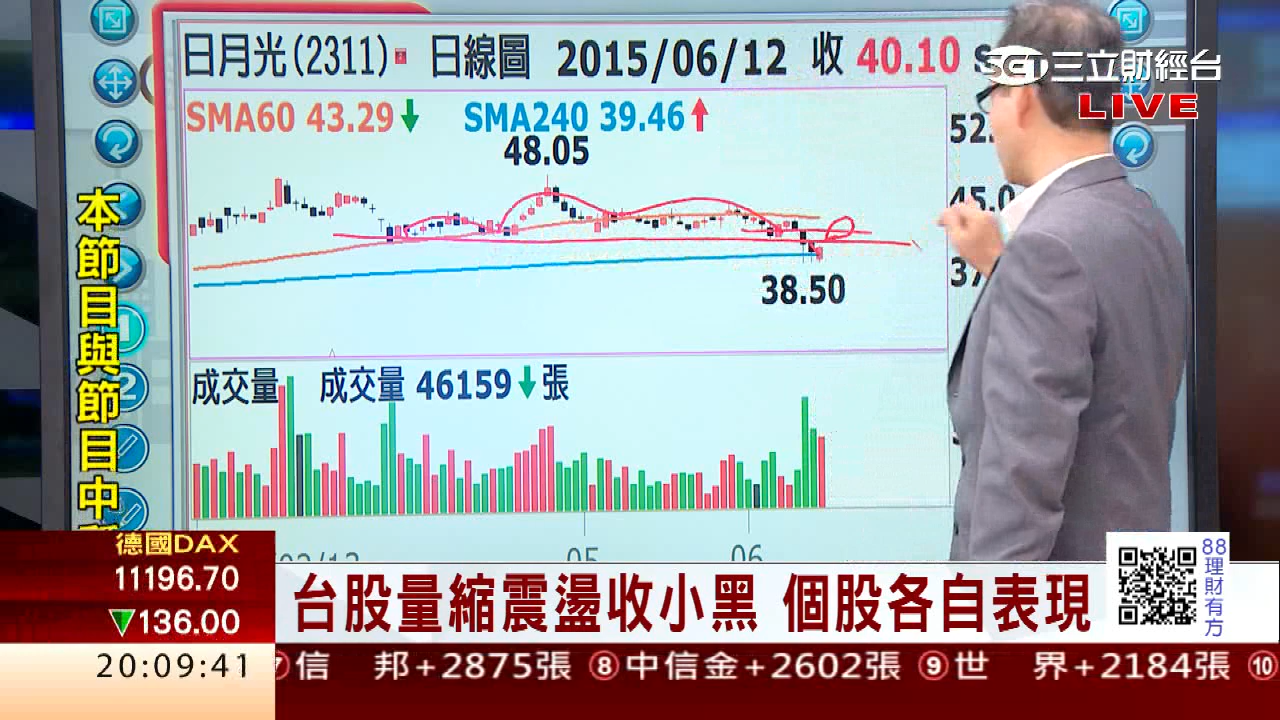 日月光(2311) 日線圖 2015/06/12 收 40.10
SMA60 43.29↓ SMA240 39.46↑
48.05
45.0
38.50
成交量 成交量 46159↓張
05 06
三立財經台
LIVE
本節目與節目中
德國DAX
11196.70
▼136.00
20:09:41
台股量縮震盪收小黑 個股各自表現
88理財有方
信 邦+2875張 ⑧中信金+2602張 ⑨世 界+2184張 ⑩